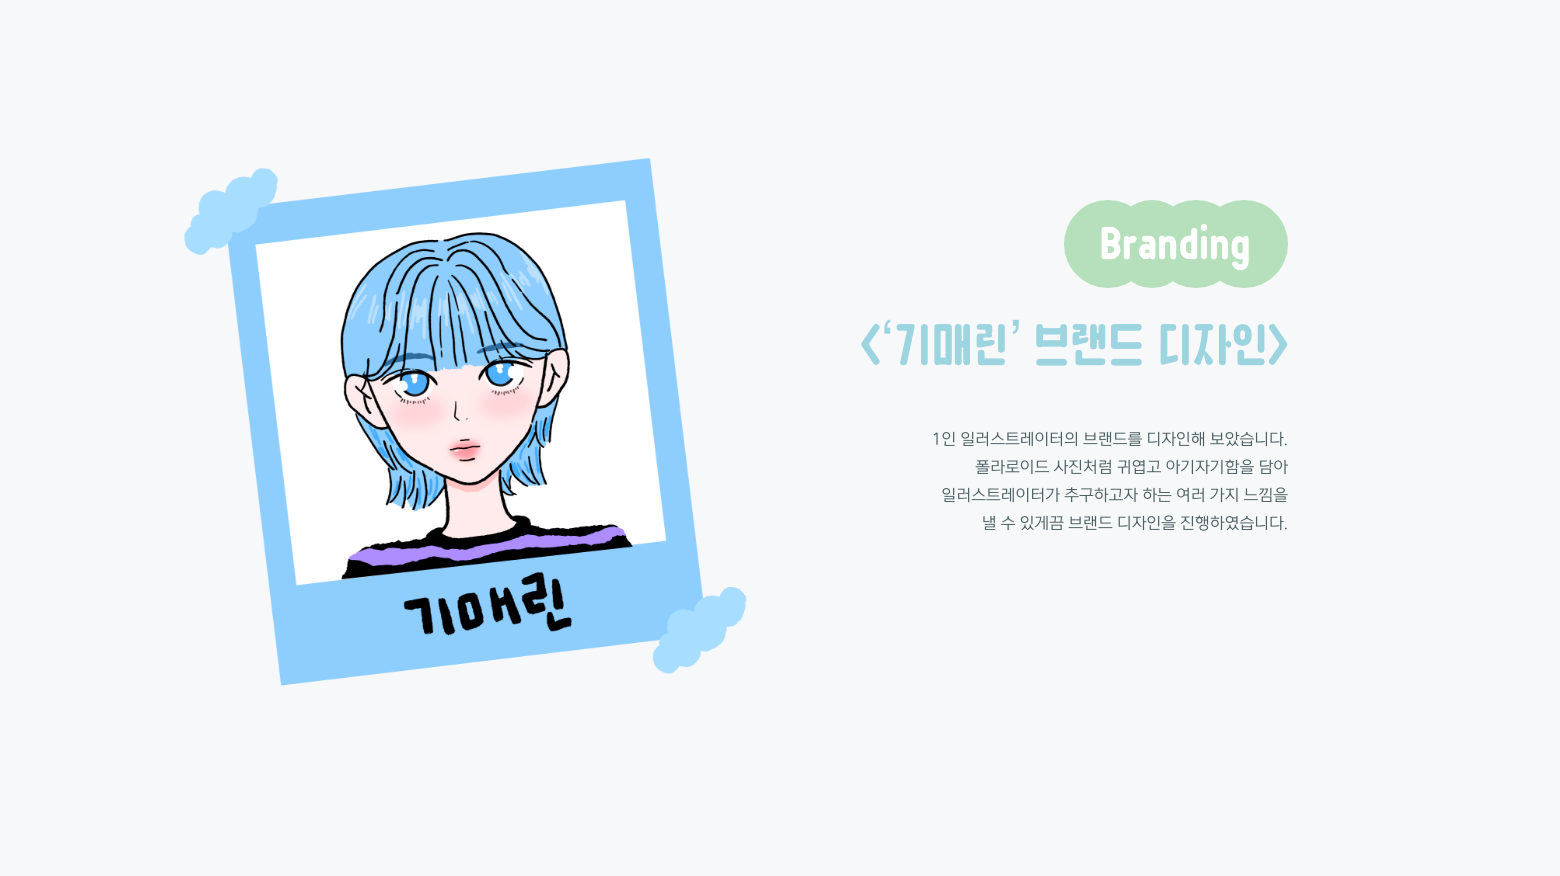 기매린
Branding
<‘기매린’ 브랜드 디자인>
1인 일러스트레이터의 브랜드를 디자인해 보았습니다.
폴라로이드 사진처럼 귀엽고 아기자기함을 담아
일러스트레이터가 추구하고자 하는 여러 가지 느낌을
낼 수 있게끔 브랜드 디자인을 진행하였습니다.